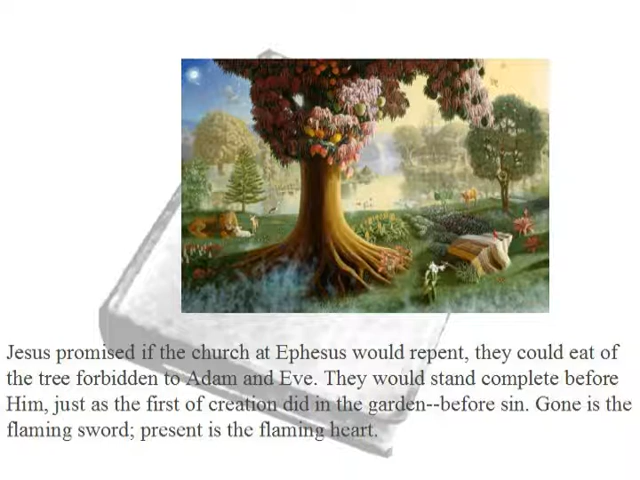 Jesus promised if the church at Ephesus would repent, they could eat of
the tree forbidden to Adam and Eve. They would stand complete before
Him, just as the first of creation did in the garden--before sin. Gone is the
flaming sword; present is the flaming heart.